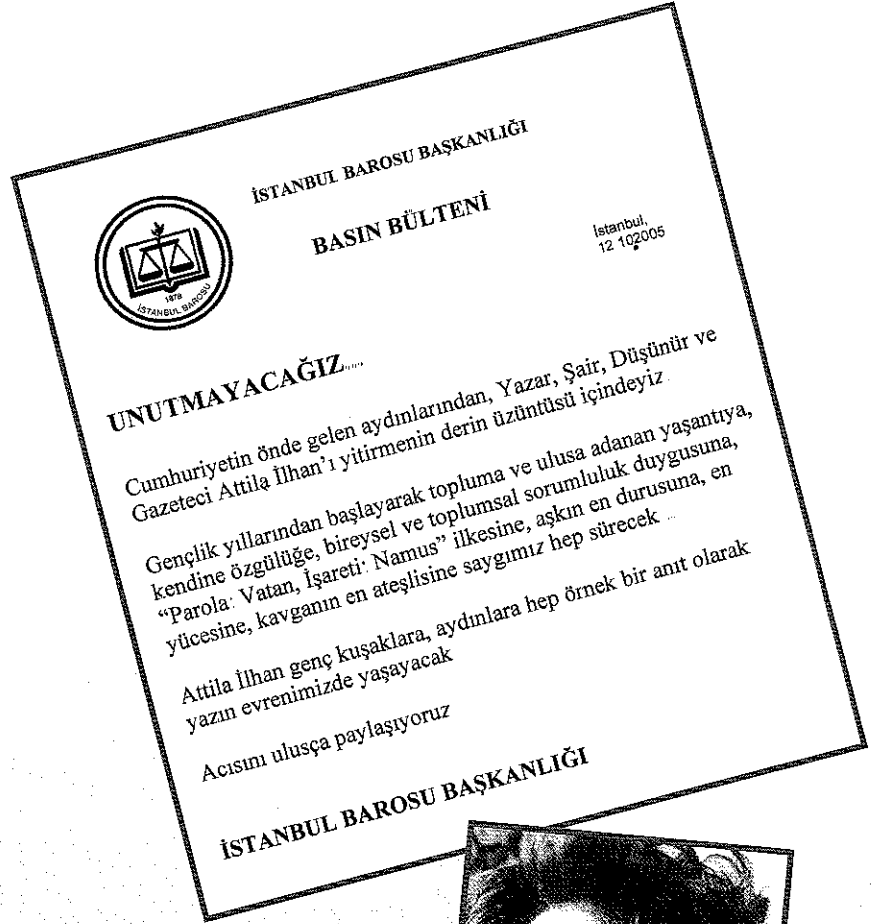 İSTANBUL BAROSU BAŞKANLIĞI
BASIN BÜLTENİ
İstanbul,
12 102005
1878
İSTANBUL BAROSU
UNUTMAYACAĞIZ.....
Cumhuriyetin önde gelen aydınlarından, Yazar, Şair, Düşünür ve
Gazeteci Attila İlhan'ı yitirmenin derin üzüntüsü içindeyiz
Gençlik yıllarından başlayarak topluma ve ulusa adanan yaşantıya,
kendine özgülüğe, bireysel ve toplumsal sorumluluk duygusuna,
“Parola: Vatan, İşareti: Namus” ilkesine, aşkın en durusuna, en
yücesine, kavganın en ateşlisine saygımız hep sürecek
Attila İlhan genç kuşaklara, aydınlara hep örnek bir anıt olarak
yazın evrenimizde yaşayacak
Acısını ulusça paylaşıyoruz
İSTANBUL BAROSU BAŞKANLIĞI